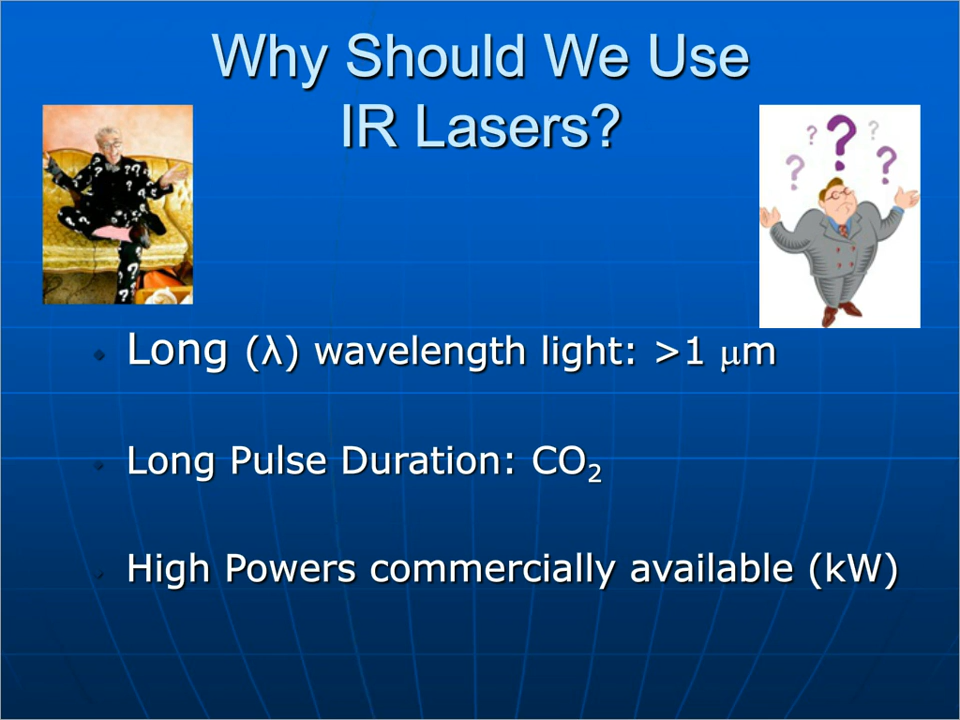 Why Should We Use
IR Lasers?
Long (λ) wavelength light: >1 μm
Long Pulse Duration: CO₂
High Powers commercially available (kW)